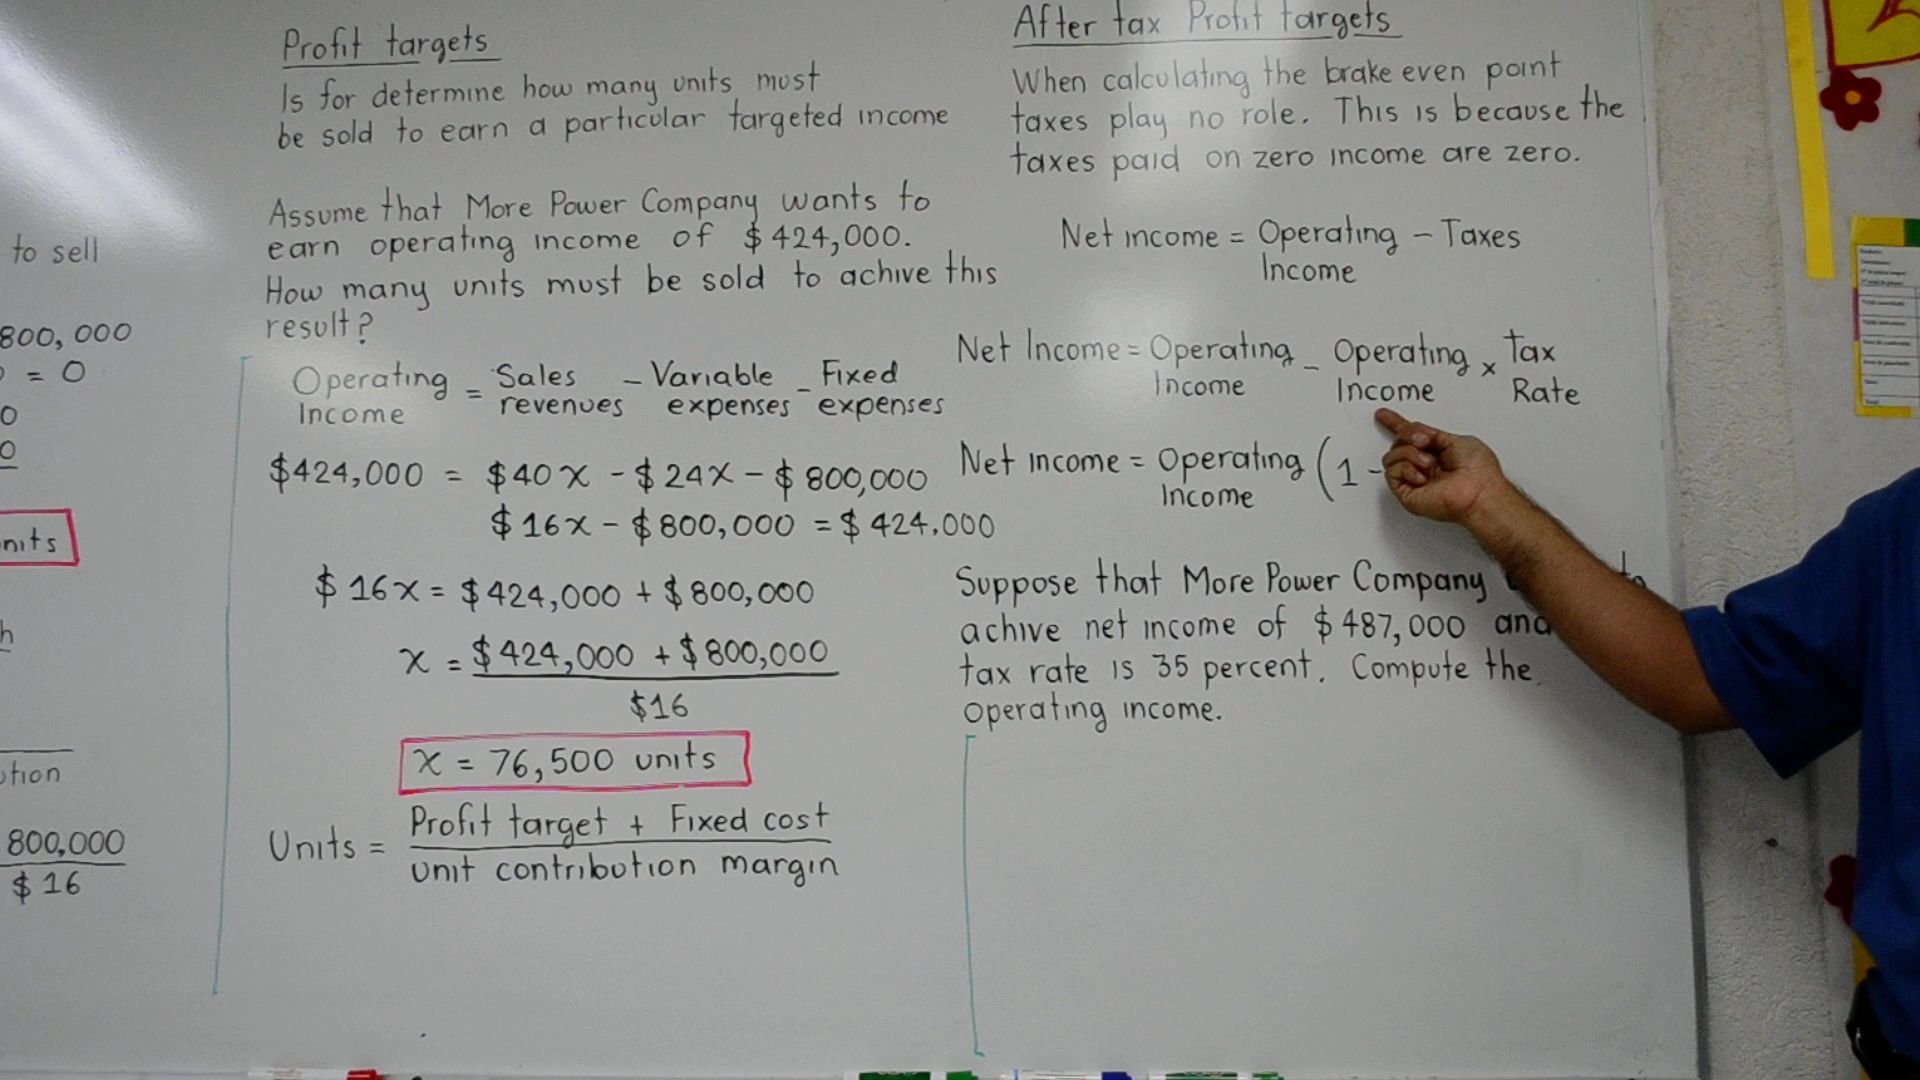 to sell
800,000
= 0
0
0
nits
h
tion
800,000
$ 16
Profit targets
Is for determine how many units must
be sold to earn a particular targeted income
Assume that More Power Company wants to
earn operating income of $ 424,000.
How many units must be sold to achive this
result?
Operating Income = Sales revenues - Variable expenses - Fixed expenses
$424,000 = $40x - $24x - $800,000
$16x - $800,000 = $424,000
$16x = $424,000 + $800,000
x = $424,000 + $800,000
$16
x = 76,500 units
Units = Profit target + Fixed cost
unit contribution margin
After tax Profit targets
When calculating the brake even point
taxes play no role. This is because the
taxes paid on zero income are zero.
Net income = Operating Income - Taxes
Net Income = Operating Income - Operating Income x Tax Rate
Net income = Operating Income (1 -
Suppose that More Power Company to
achive net income of $487,000 and
tax rate is 35 percent. Compute the
operating income.